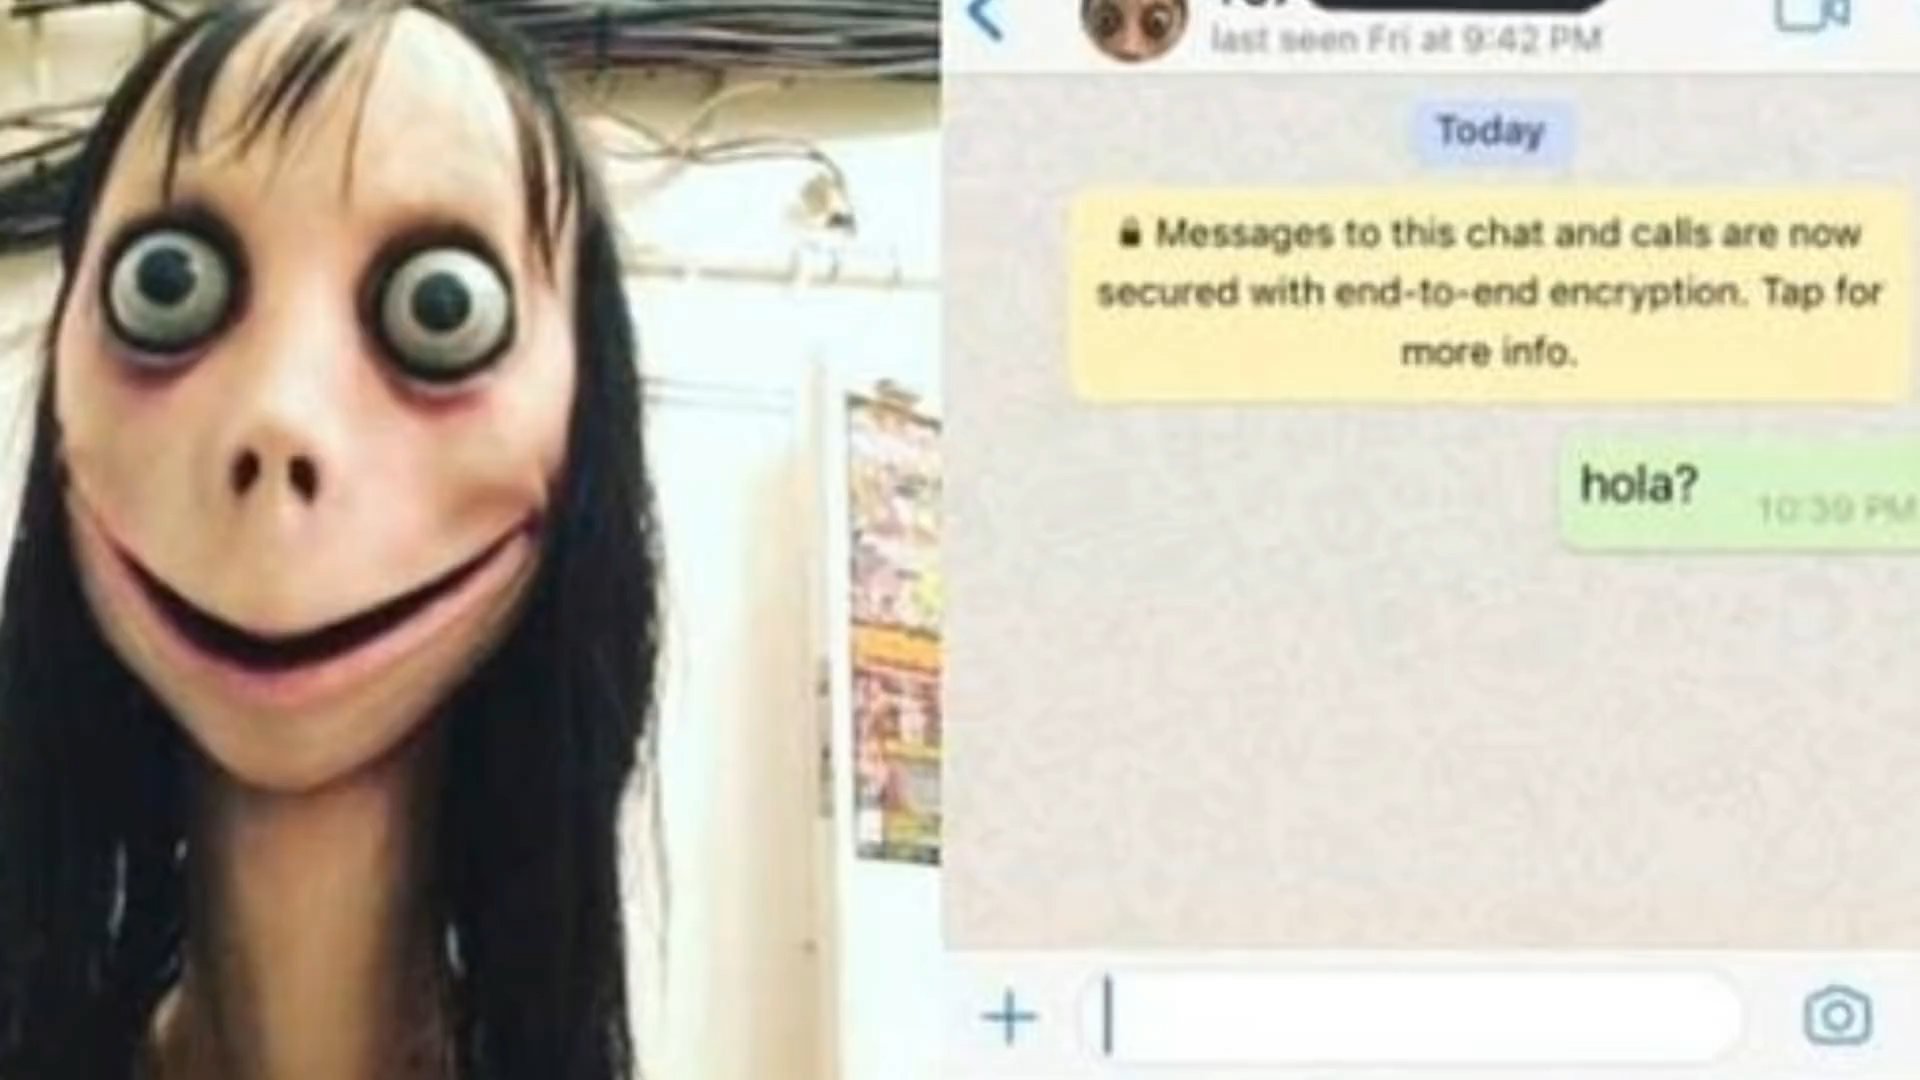 last seen Fri at 9:42 PM
Today
Messages to this chat and calls are now
secured with end-to-end encryption. Tap for
more info.
hola?
10:39 PM